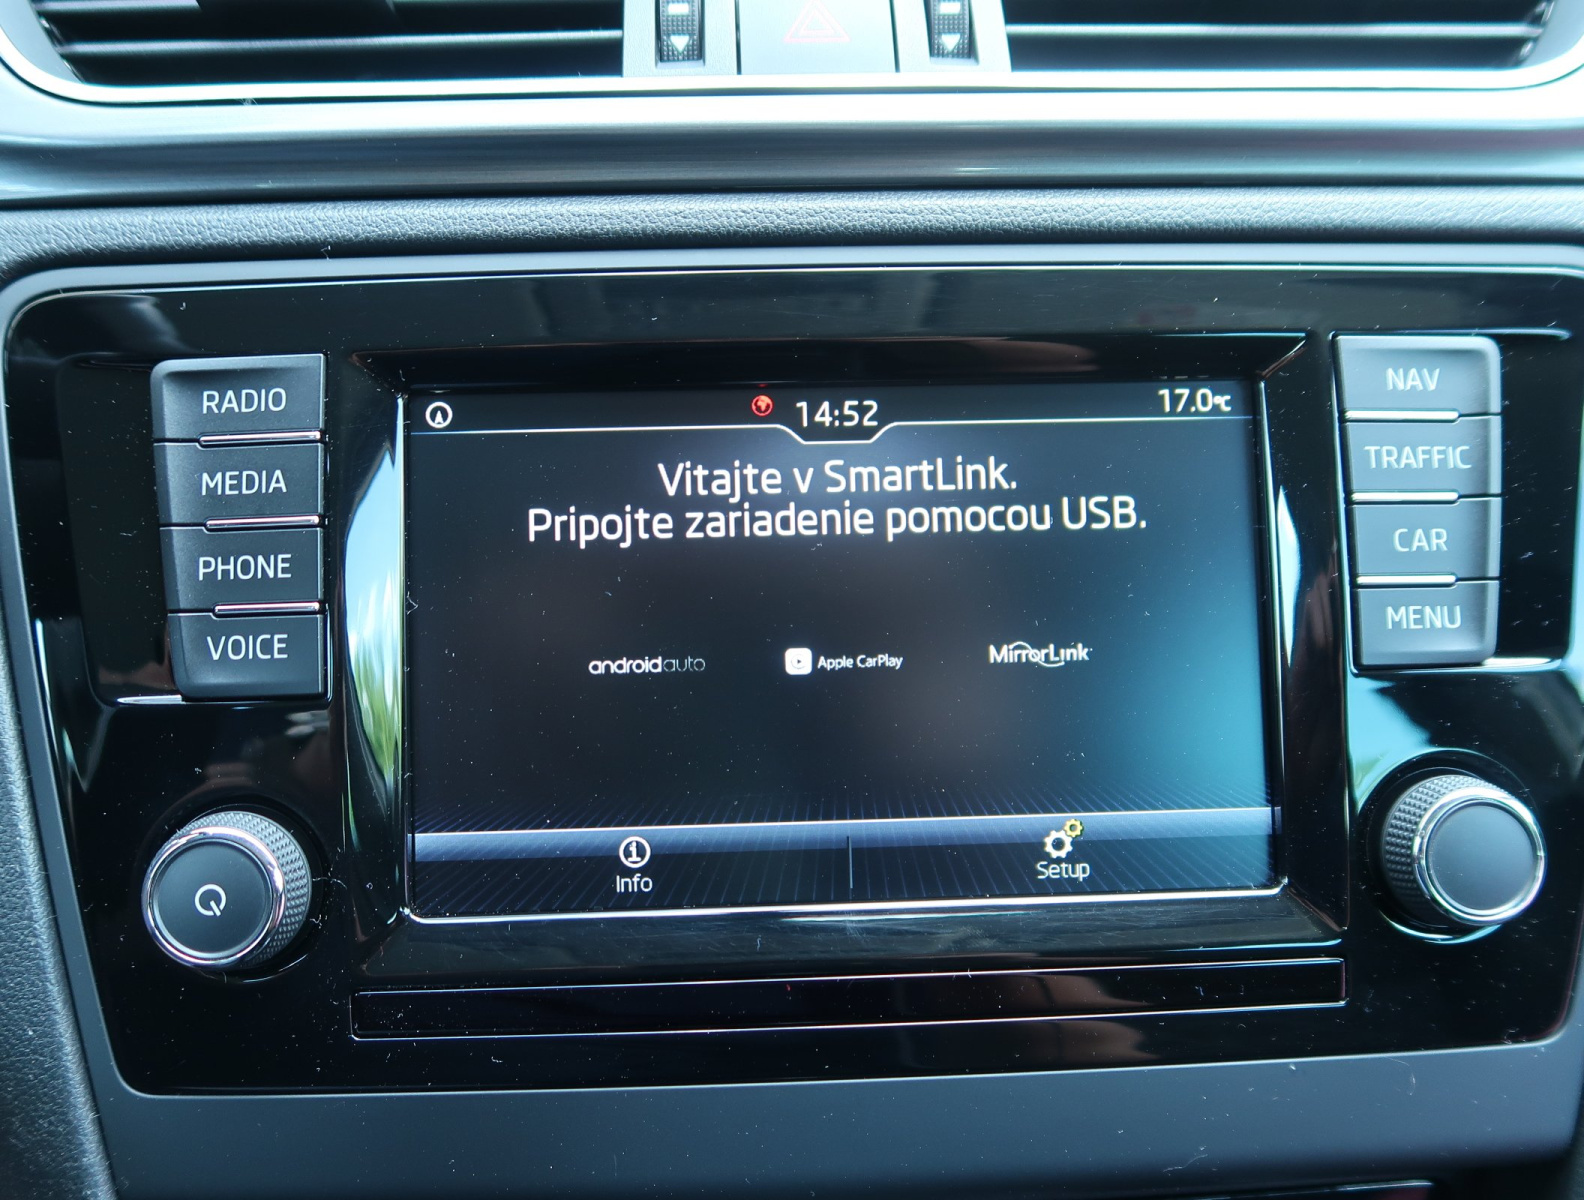 RADIO
MEDIA
PHONE
VOICE
14:52
17.0°C
Vitajte v SmartLink.
Pripojte zariadenie pomocou USB.
androidauto
Apple CarPlay
MirrorLink
Info
Setup
NAV
TRAFFIC
CAR
MENU